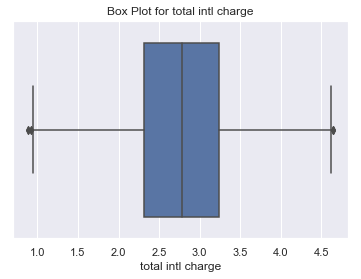 Box Plot for total intl charge
1.0 1.5 2.0 2.5 3.0 3.5 4.0 4.5
total intl charge